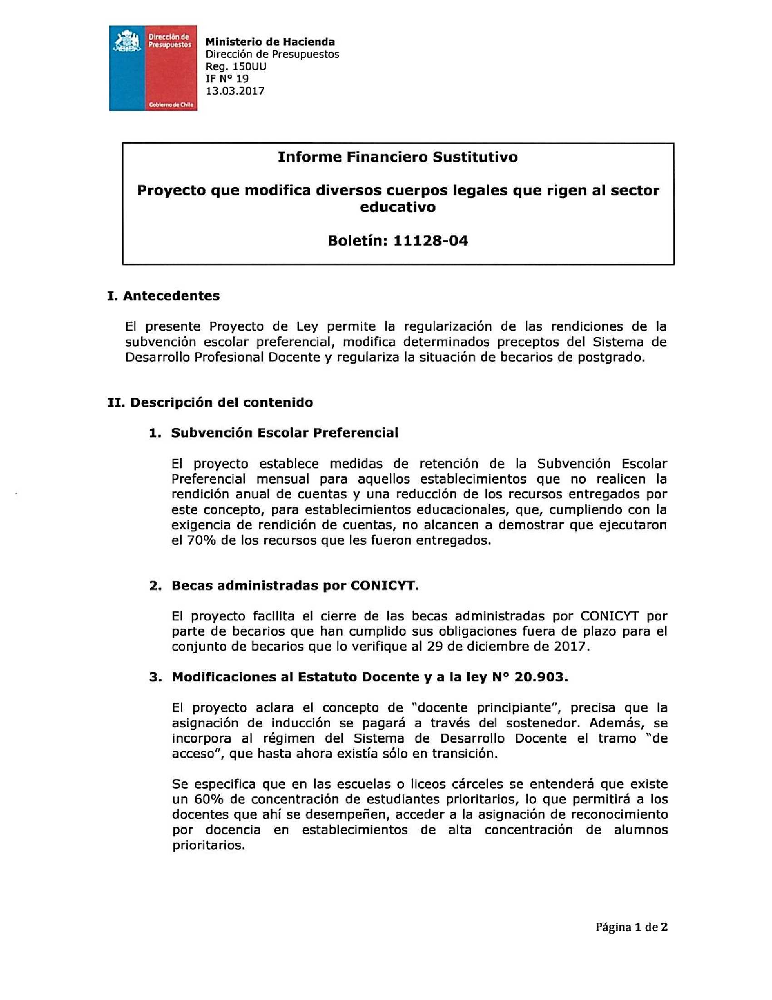 Dirección de
Presupuestos
Gobierno de Chile
Ministerio de Hacienda
Dirección de Presupuestos
Reg. 150UU
IF Nº 19
13.03.2017
Informe Financiero Sustitutivo
Proyecto que modifica diversos cuerpos legales que rigen al sector
educativo
Boletín: 11128-04
I. Antecedentes
El presente Proyecto de Ley permite la regularización de las rendiciones de la
subvención escolar preferencial, modifica determinados preceptos del Sistema de
Desarrollo Profesional Docente y regulariza la situación de becarios de postgrado.
II. Descripción del contenido
1. Subvención Escolar Preferencial
El proyecto establece medidas de retención de la Subvención Escolar
Preferencial mensual para aquellos establecimientos que no realicen la
rendición anual de cuentas y una reducción de los recursos entregados por
este concepto, para establecimientos educacionales, que, cumpliendo con la
exigencia de rendición de cuentas, no alcancen a demostrar que ejecutaron
el 70% de los recursos que les fueron entregados.
2. Becas administradas por CONICYT.
El proyecto facilita el cierre de las becas administradas por CONICYT por
parte de becarios que han cumplido sus obligaciones fuera de plazo para el
conjunto de becarios que lo verifique al 29 de diciembre de 2017.
3. Modificaciones al Estatuto Docente y a la ley Nº 20.903.
El proyecto aclara el concepto de "docente principiante", precisa que la
asignación de inducción se pagará a través del sostenedor. Además, se
incorpora al régimen del Sistema de Desarrollo Docente el tramo "de
acceso", que hasta ahora existía sólo en transición.
Se especifica que en las escuelas o liceos cárceles se entenderá que existe
un 60% de concentración de estudiantes prioritarios, lo que permitirá a los
docentes que ahí se desempeñen, acceder a la asignación de reconocimiento
por docencia en establecimientos de alta concentración de alumnos
prioritarios.
Página 1 de 2